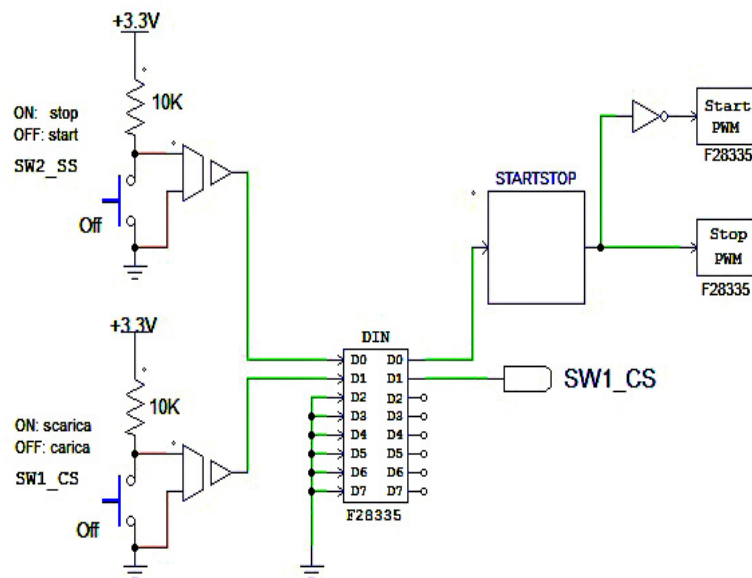 +3.3V
10K
ON: stop
OFF: start
SW2_SS
Off
+3.3V
10K
ON: scarica
OFF: carica
SW1_CS
Off
DIN
D0 D0
D1 D1
D2 D2
D3 D3
D4 D4
D5 D5
D6 D6
D7 D7
F28335
STARTSTOP
SW1_CS
Start
PWM
F28335
Stop
PWM
F28335